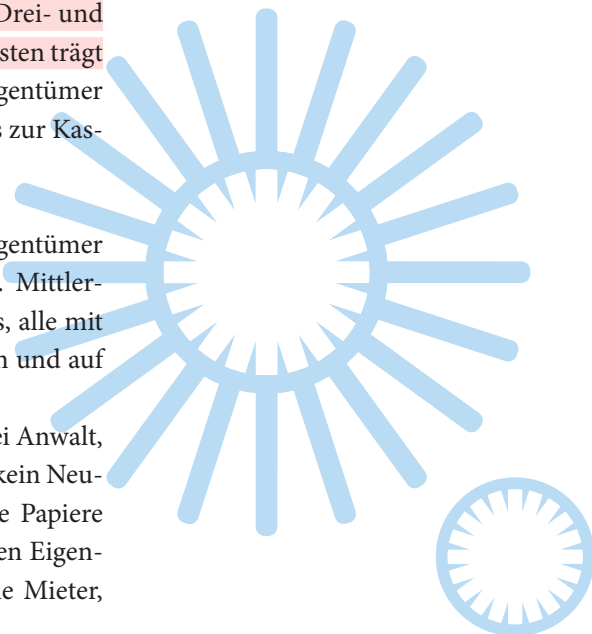 Drei- und
sten trägt
gentümer
s zur Kas-
gentümer
. Mittler-
s, alle mit
n und auf
ei Anwalt,
kein Neu-
e Papiere
en Eigen-
e Mieter,